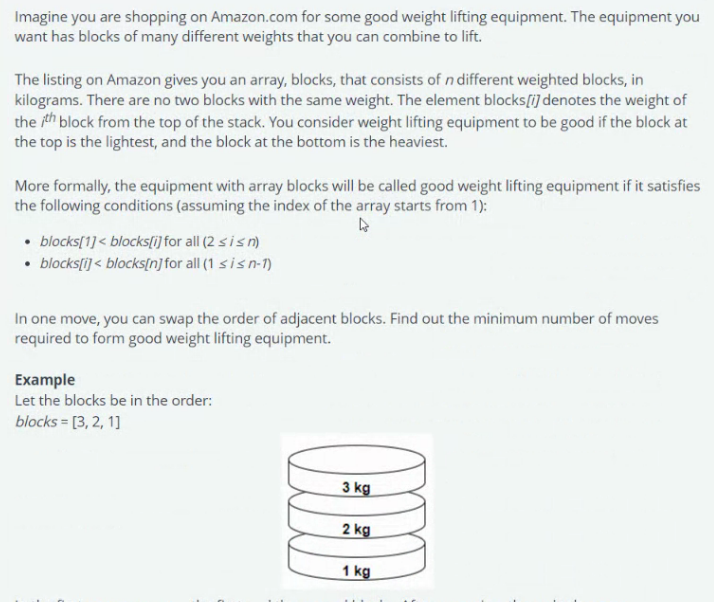 Imagine you are shopping on Amazon.com for some good weight lifting equipment. The equipment you
want has blocks of many different weights that you can combine to lift.
The listing on Amazon gives you an array, blocks, that consists of n different weighted blocks, in
kilograms. There are no two blocks with the same weight. The element blocks[i] denotes the weight of
the ith block from the top of the stack. You consider weight lifting equipment to be good if the block at
the top is the lightest, and the block at the bottom is the heaviest.
More formally, the equipment with array blocks will be called good weight lifting equipment if it satisfies
the following conditions (assuming the index of the array starts from 1):
• blocks[1] < blocks[i] for all (2 ≤ i ≤ n)
• blocks[i] < blocks[n] for all (1 ≤ i ≤ n-1)
In one move, you can swap the order of adjacent blocks. Find out the minimum number of moves
required to form good weight lifting equipment.
Example
Let the blocks be in the order:
blocks = [3, 2, 1]
3 kg
2 kg
1 kg